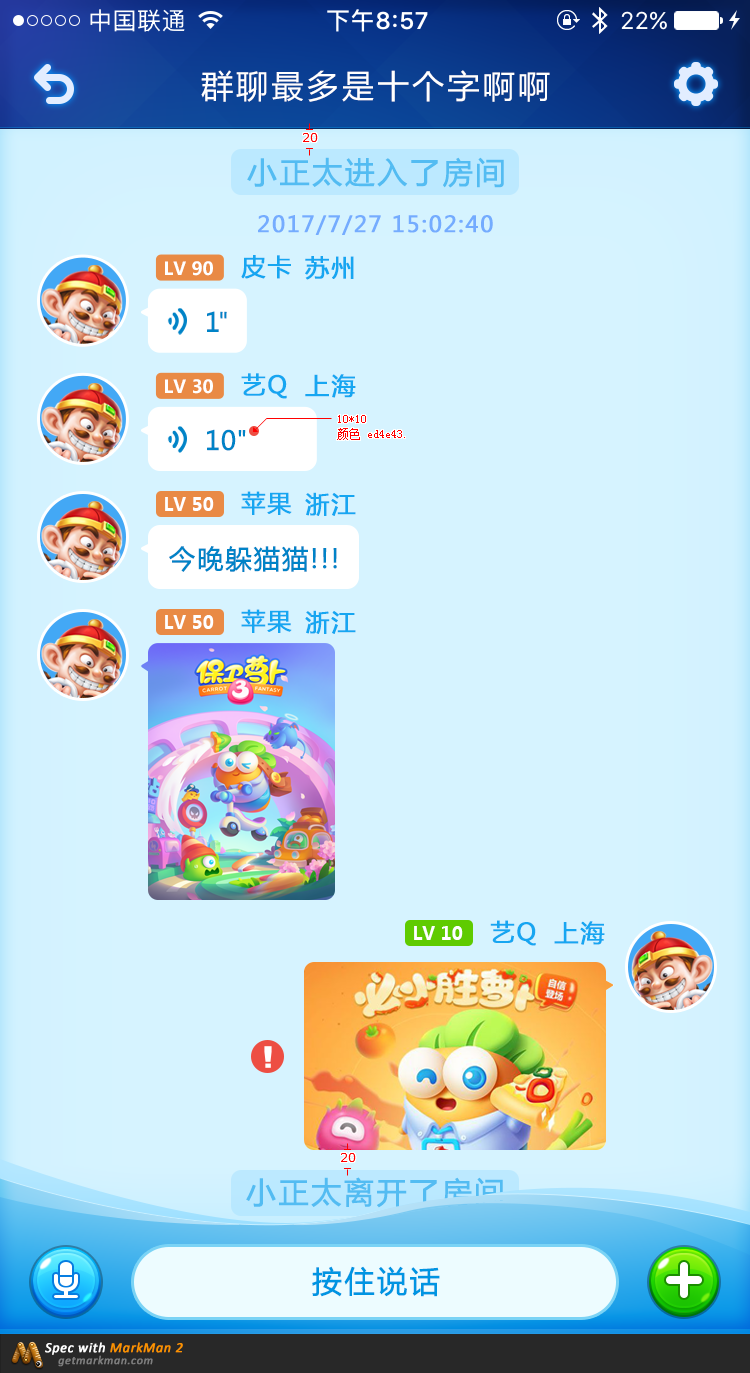 中国联通 下午8:57 22%
群聊最多是十个字啊啊
20
小正太进入了房间
2017/7/27 15:02:40
LV 90 皮卡 苏州
1"
LV 30 艺Q 上海
10"
10*10
颜色 ed4e43.
LV 50 苹果 浙江
今晚躲猫猫!!!
LV 50 苹果 浙江
保卫萝卜
CARROT FANTASY
3
LV 10 艺Q 上海
必小胜萝卜
自信
登场
20
小正太离开了房间
按住说话
Spec with MarkMan 2
getmarkman.com